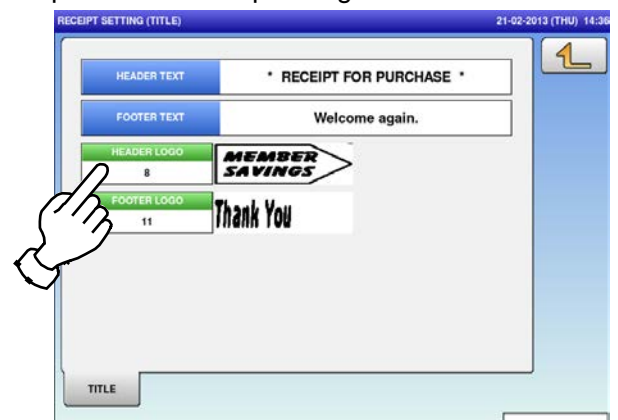 RECEIPT SETTING (TITLE) 21-02-2013 (THU) 14:36
HEADER TEXT * RECEIPT FOR PURCHASE *
FOOTER TEXT Welcome again.
HEADER LOGO
8
MEMBER
SAVINGS
FOOTER LOGO
11
Thank You
TITLE